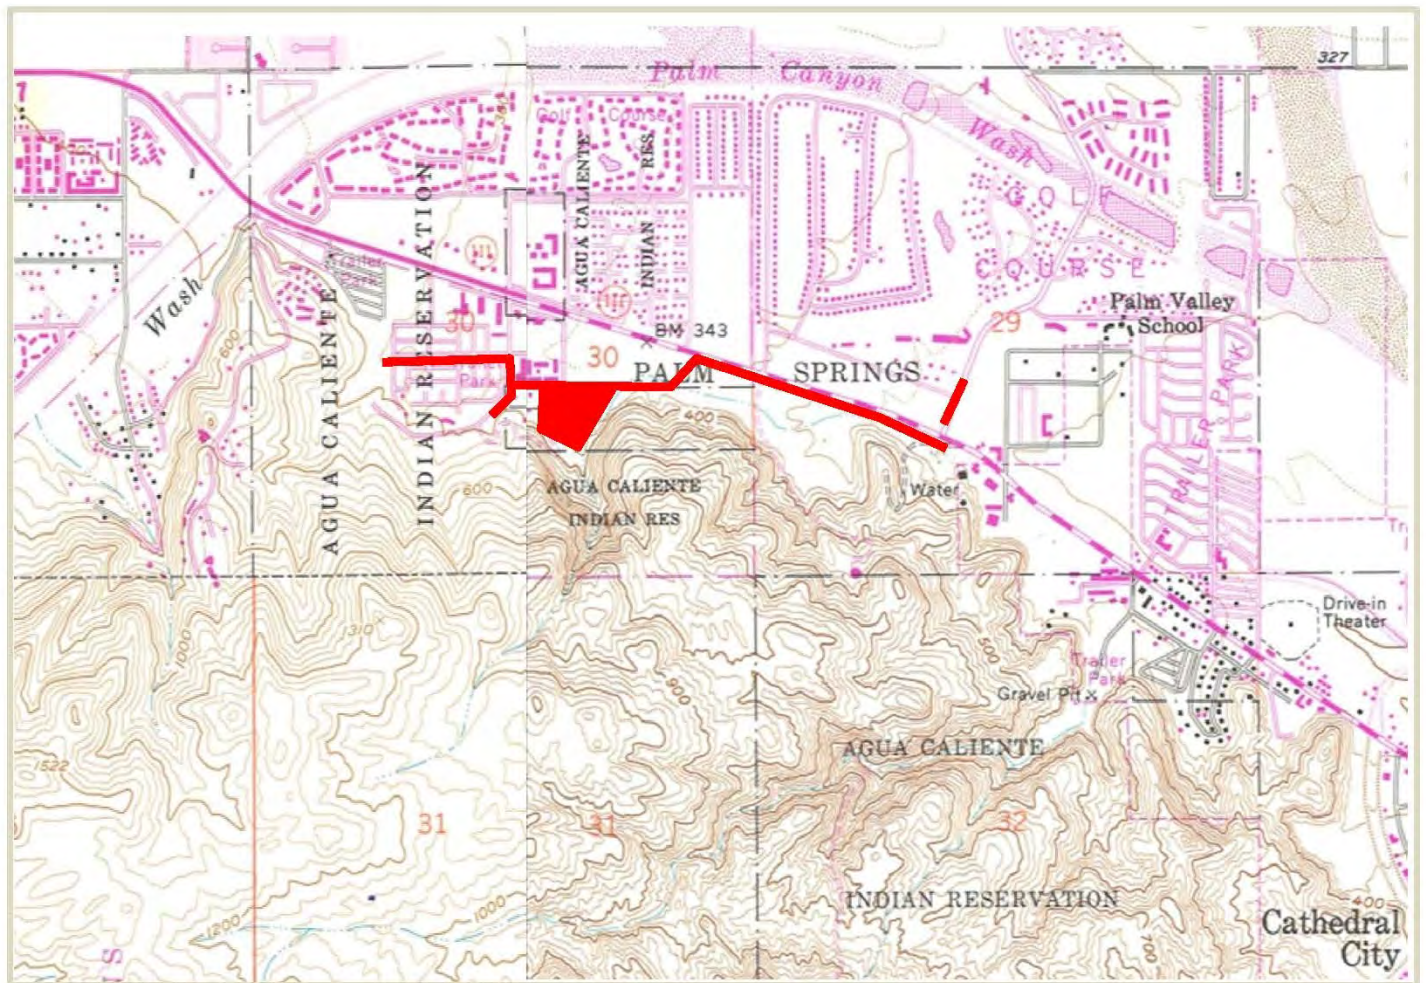 327
Palm Canyon
Wash
Golf Course
GOLF
COURSE
AGUA CALIENTE
INDIAN RES
Wash
Trailer
Park
600
AGUA CALIENTE
INDIAN RESERVATION
30
Park
30
BM 343
29
Palm Valley
School
PALM SPRINGS
400
TRAILER PARK
600
AGUA CALIENTE
INDIAN RES
Water
Drive-in
Theater
1000
1310
900
500
Trailer
Park
Gravel Pit
1522
AGUA CALIENTE
31
31
32
INDIAN RESERVATION
1200
1000
700
400
Cathedral
City